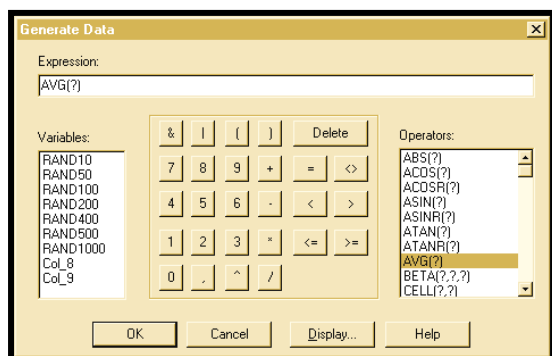 Generate Data
Expression:
AVG(?)
Variables:
RAND10
RAND50
RAND100
RAND200
RAND400
RAND500
RAND1000
Col_8
Col_9
& | ( ) Delete
7 8 9 + = <>
4 5 6 - < >
1 2 3 * <= >=
0 , ^ /
Operators:
ABS(?)
ACOS(?)
ACOSR(?)
ASIN(?)
ASINR(?)
ATAN(?)
ATANR(?)
AVG(?)
BETA(?,?,?)
CELL(?,?)
OK Cancel Display... Help